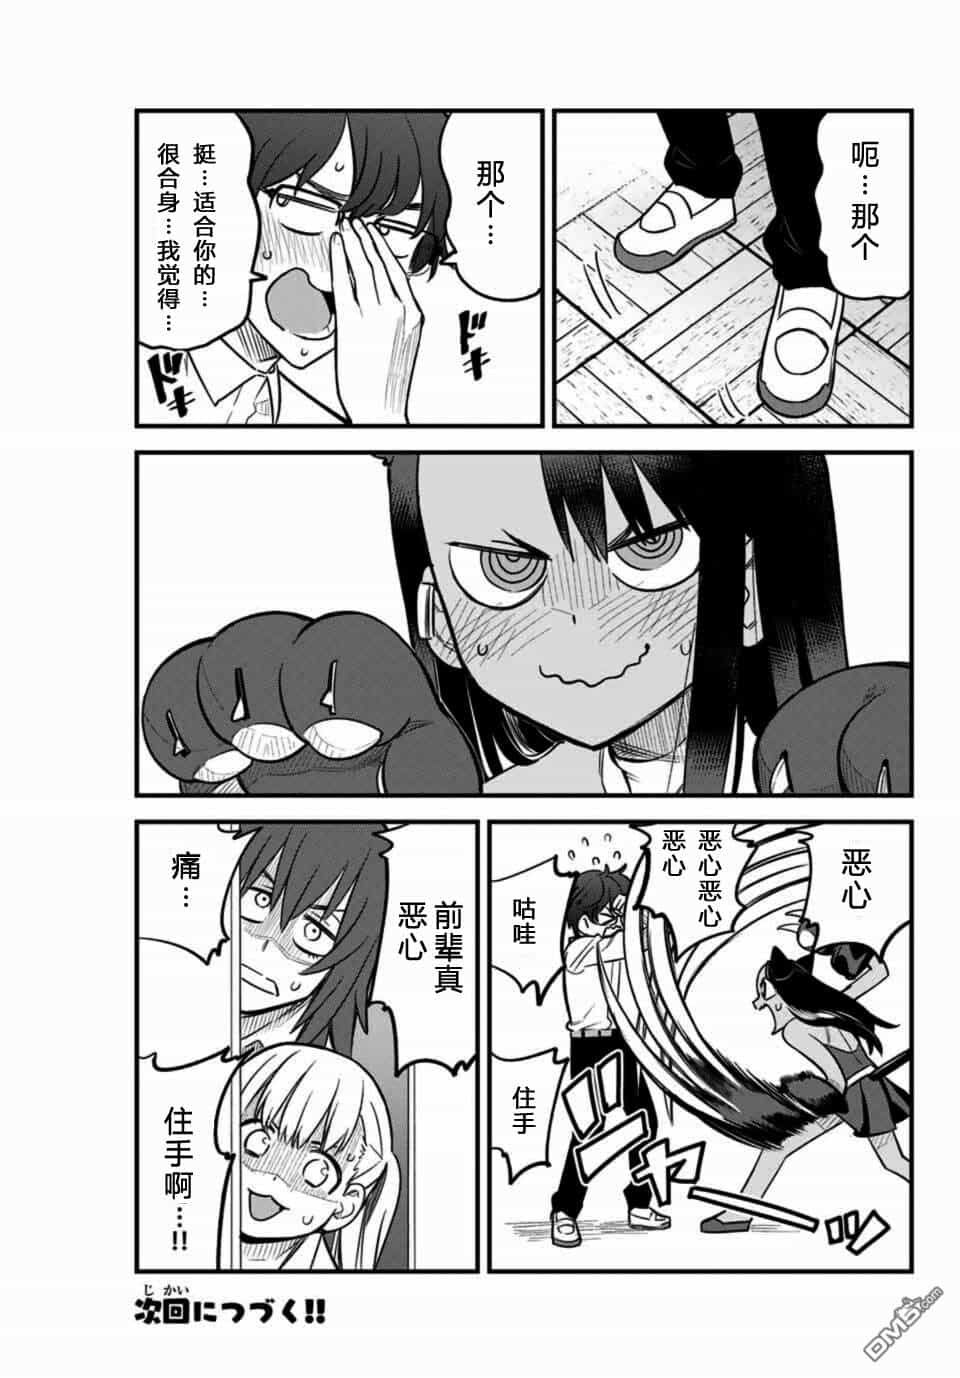 呃…那个
那个…
挺…适合你的…
很合身…我觉得…
ドキ
ドキ
恶心
恶心恶心
恶心
咕哇
住手
ジャーッ
前辈真
恶心
痛…
住手啊…!!
じかい
次回につづく!!
DM5.com